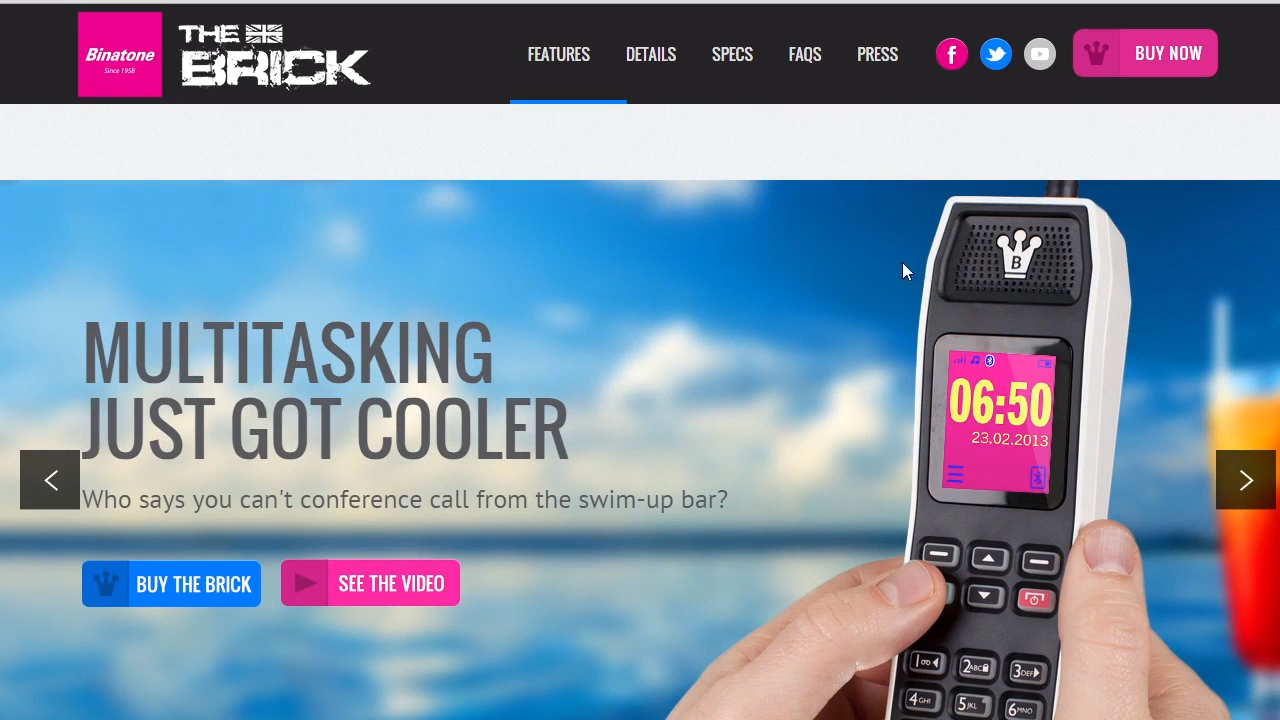 Binatone
Since 1958
THE
BRICK
FEATURES
DETAILS
SPECS
FAQS
PRESS
BUY NOW
MULTITASKING
JUST GOT COOLER
Who says you can't conference call from the swim-up bar?
BUY THE BRICK
SEE THE VIDEO
B
06:50
23.02.2013
1
2ABC
3DEF
4GHI
5JKL
6MNO